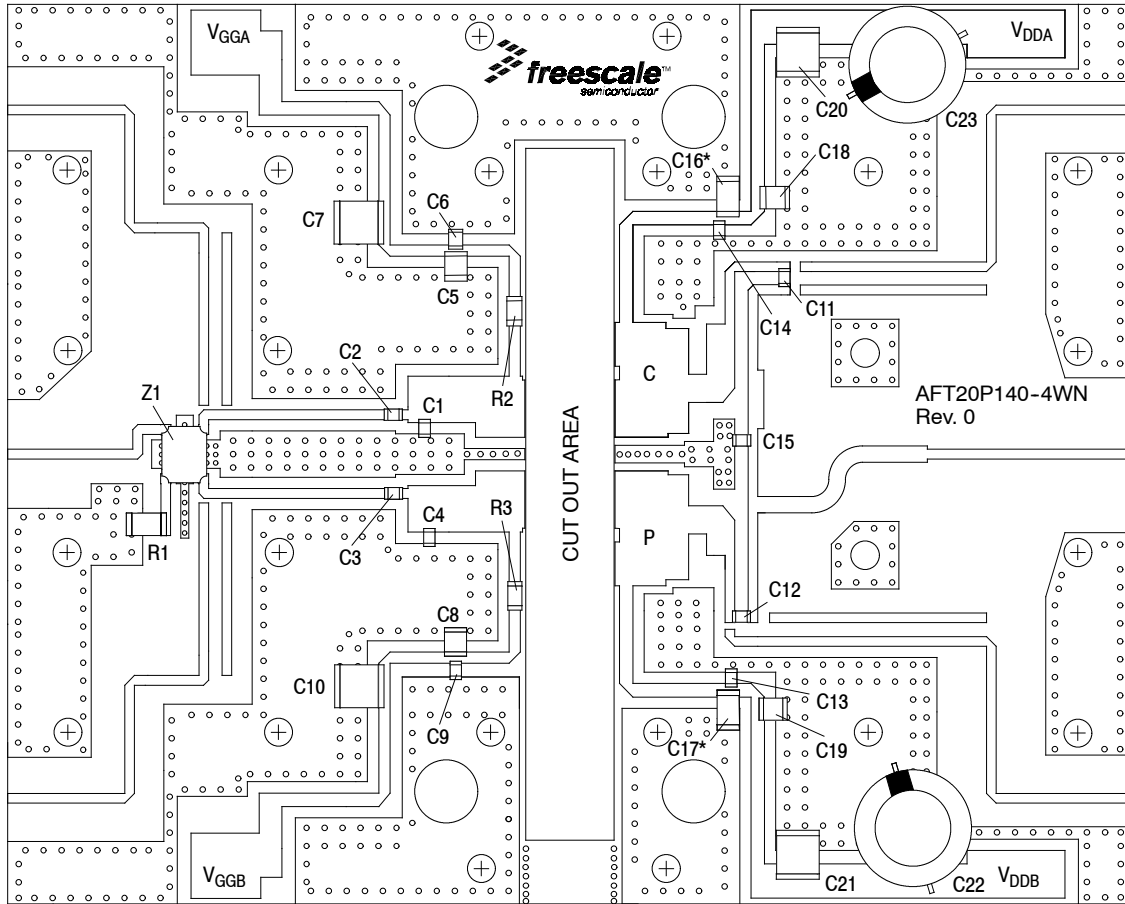 VGGA
freescale™
semiconductor
VDDA
C20
C23
C16*
C18
C7
C6
C5
C14
C11
C2
C1
R2
C
Z1
AFT20P140-4WN
Rev. 0
C15
CUT OUT AREA
R1
C3
C4
R3
P
C8
C12
C10
C9
C13
C17*
C19
VGGB
C21
C22
VDDB